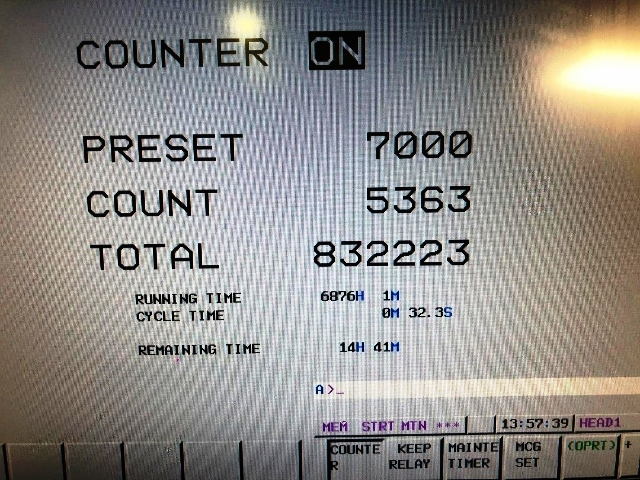 COUNTER ON
PRESET 7000
COUNT 5363
TOTAL 832223
RUNNING TIME 6876H 1M
CYCLE TIME 0M 32.3S
REMAINING TIME 14H 41M
A>_
MEM STRT MTN *** 13:57:39 HEAD1
COUNTE KEEP MAINTE MCG (OPRT) +
R RELAY TIMER SET